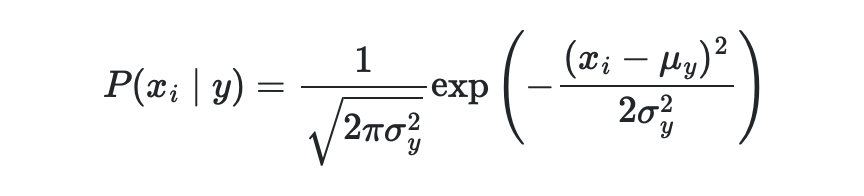 P(x_i | y) = \frac{1}{\sqrt{2\pi\sigma_y^2}} \exp\left(-\frac{(x_i - \mu_y)^2}{2\sigma_y^2}\right)